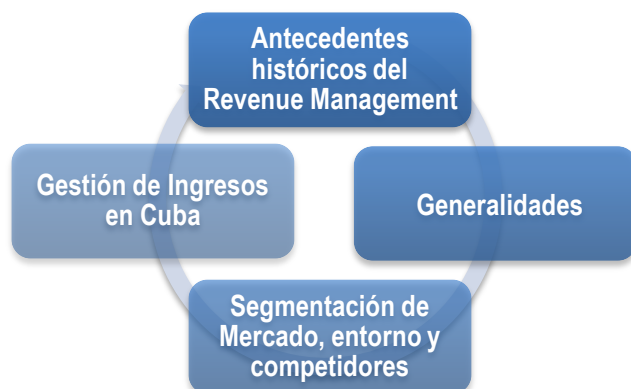 Antecedentes
históricos del
Revenue Management
Gestión de Ingresos
en Cuba
Generalidades
Segmentación de
Mercado, entorno y
competidores